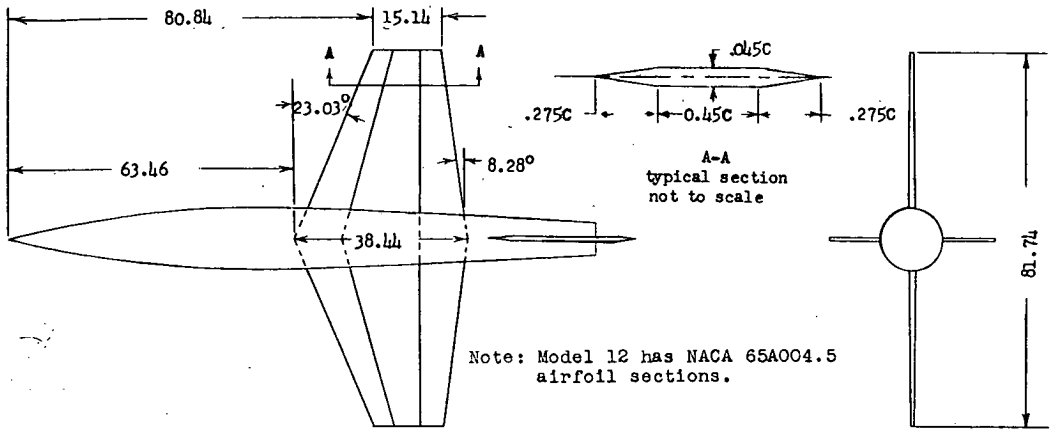 80.84
15.14
A
A
.045C
23.03°
.275C
0.45C
.275C
63.46
8.28°
A-A
typical section
not to scale
38.44
81.74
Note: Model 12 has NACA 65A004.5
airfoil sections.